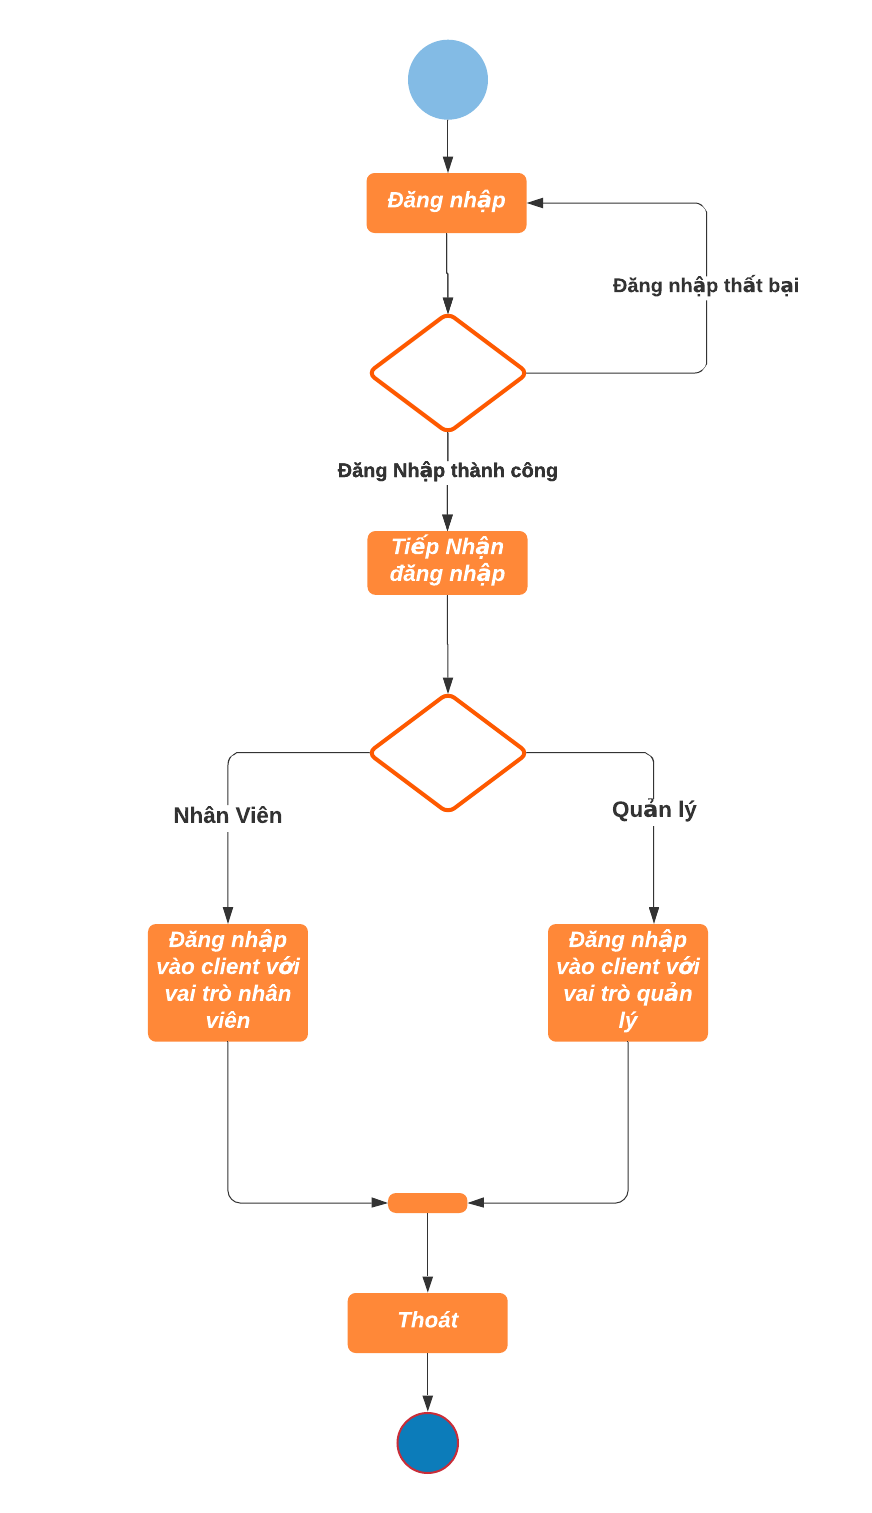 Đăng nhập
Đăng nhập thất bại
Đăng Nhập thành công
Tiếp Nhận
đăng nhập
Nhân Viên
Quản lý
Đăng nhập
vào client với
vai trò nhân
viên
Đăng nhập
vào client với
vai trò quản
lý
Thoát